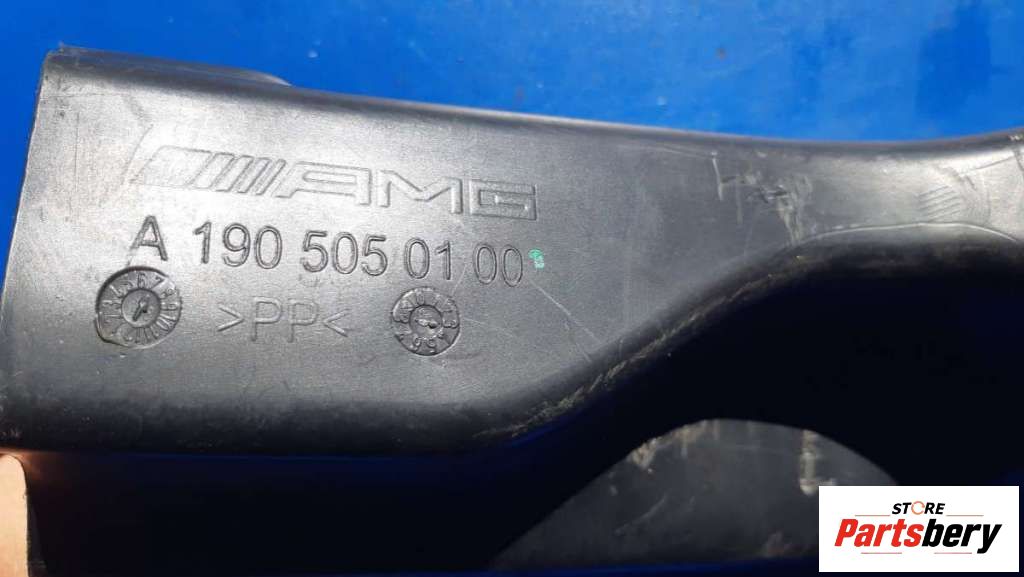 AMG
A 190 505 01 00
>PP<
STORE
Partsbery